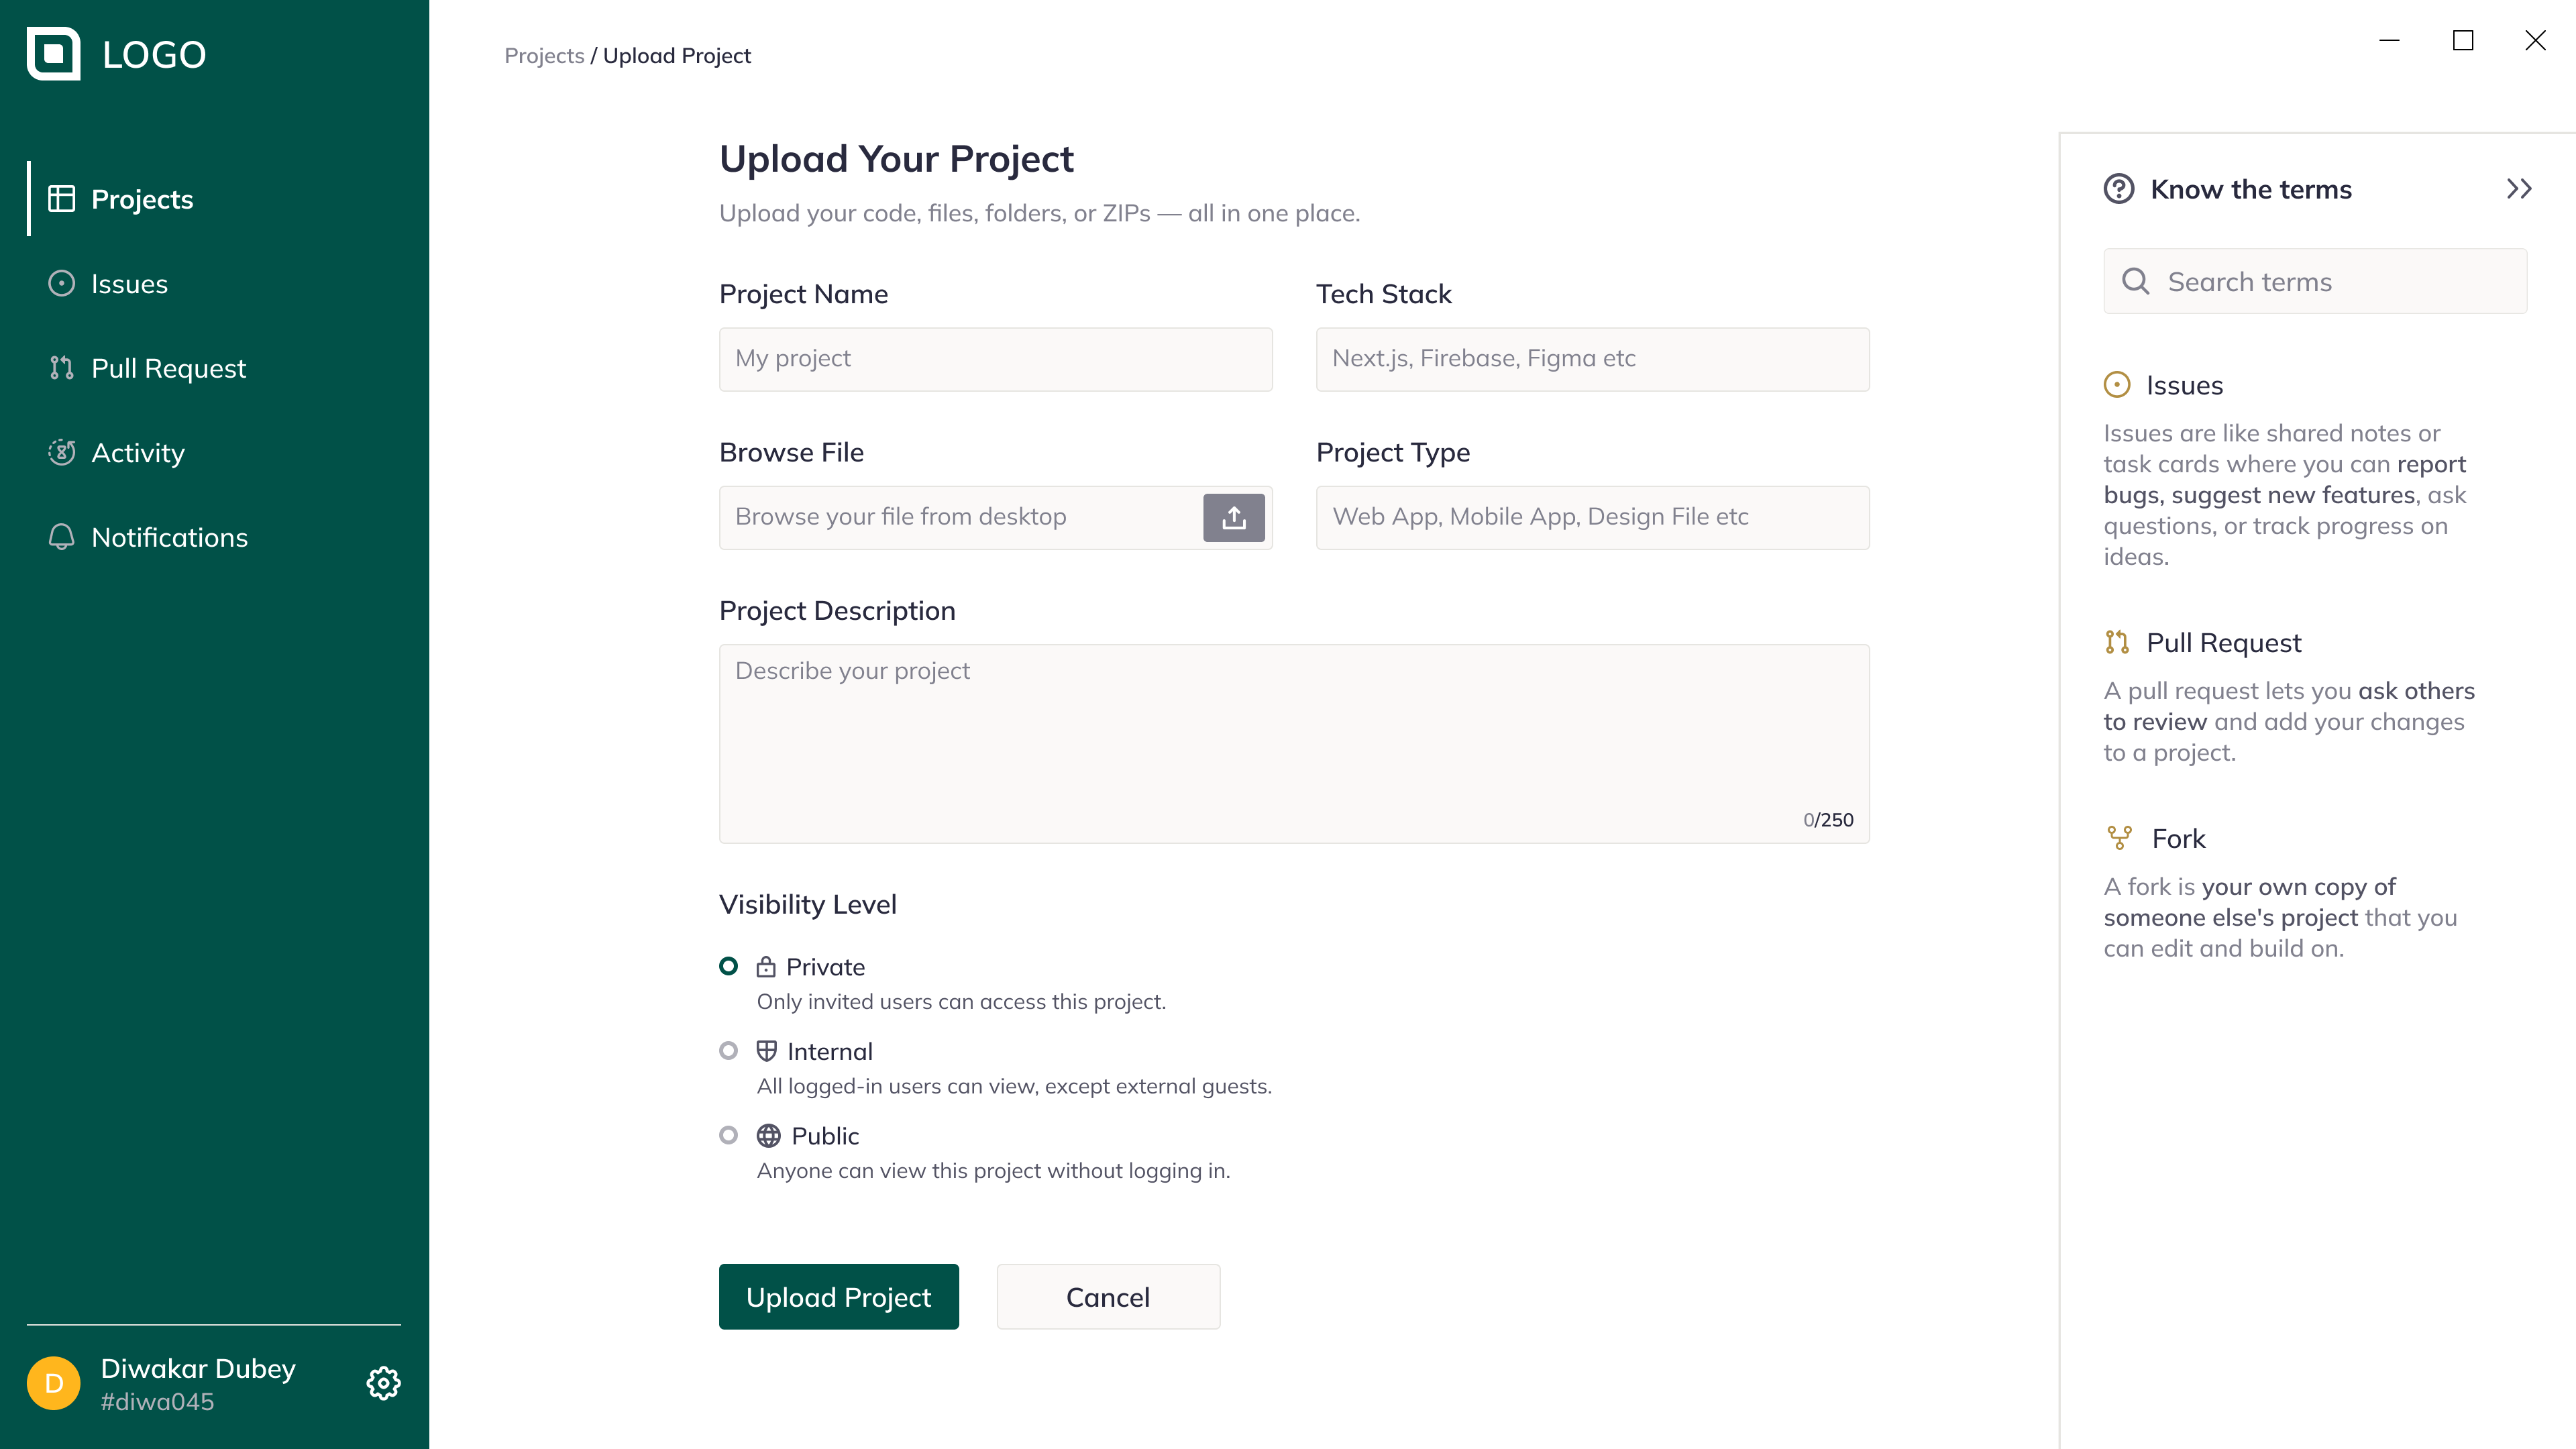 LOGO
Projects
Issues
Pull Request
Activity
Notifications
D
Diwakar Dubey
#diwa045
Projects / Upload Project
Upload Your Project
Upload your code, files, folders, or ZIPs — all in one place.
Project Name
My project
Tech Stack
Next.js, Firebase, Figma etc
Browse File
Browse your file from desktop
Project Type
Web App, Mobile App, Design File etc
Project Description
Describe your project
0/250
Visibility Level
Private
Only invited users can access this project.
Internal
All logged-in users can view, except external guests.
Public
Anyone can view this project without logging in.
Upload Project
Cancel
Know the terms
Search terms
Issues
Issues are like shared notes or
task cards where you can report
bugs, suggest new features, ask
questions, or track progress on
ideas.
Pull Request
A pull request lets you ask others
to review and add your changes
to a project.
Fork
A fork is your own copy of
someone else's project that you
can edit and build on.